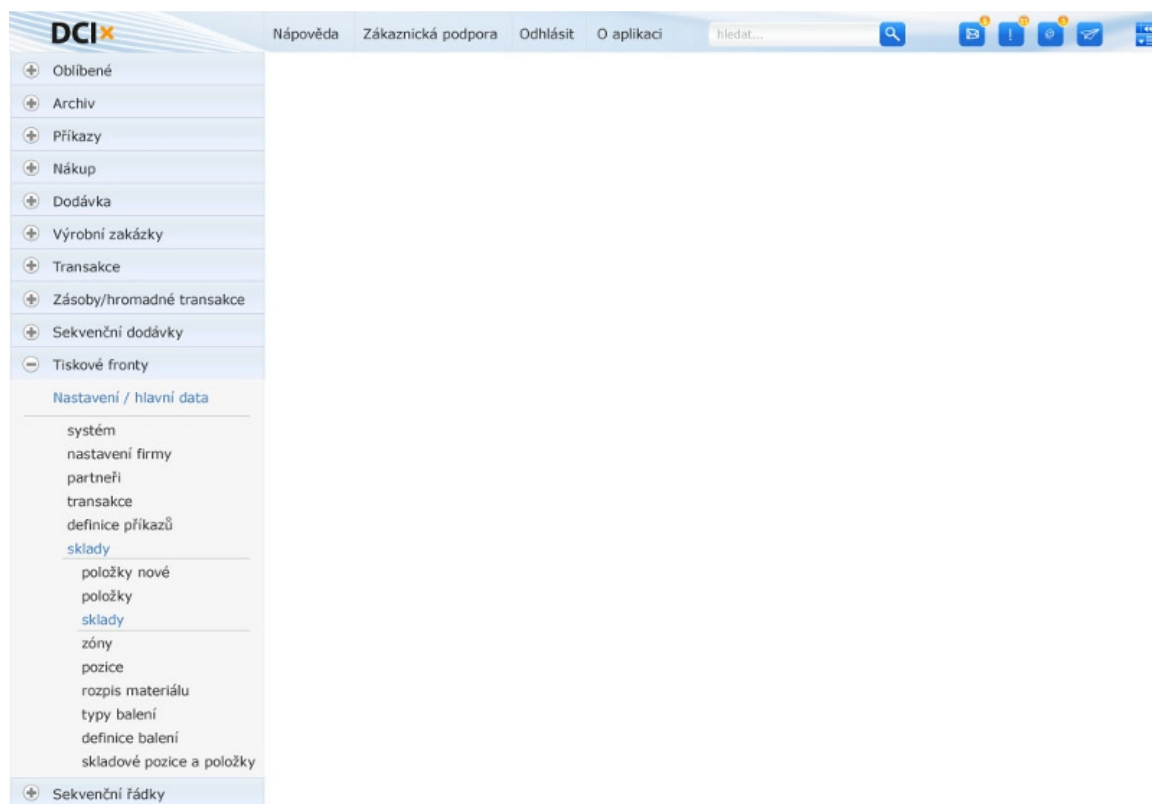 DCIx
Nápověda Zákaznická podpora Odhlásit O aplikaci hledat...
Oblíbené
Archiv
Příkazy
Nákup
Dodávka
Výrobní zakázky
Transakce
Zásoby/hromadné transakce
Sekvenční dodávky
Tiskové fronty
Nastavení / hlavní data
systém
nastavení firmy
partneři
transakce
definice příkazů
sklady
položky nové
položky
sklady
zóny
pozice
rozpis materiálu
typy balení
definice balení
skladové pozice a položky
Sekvenční řádky